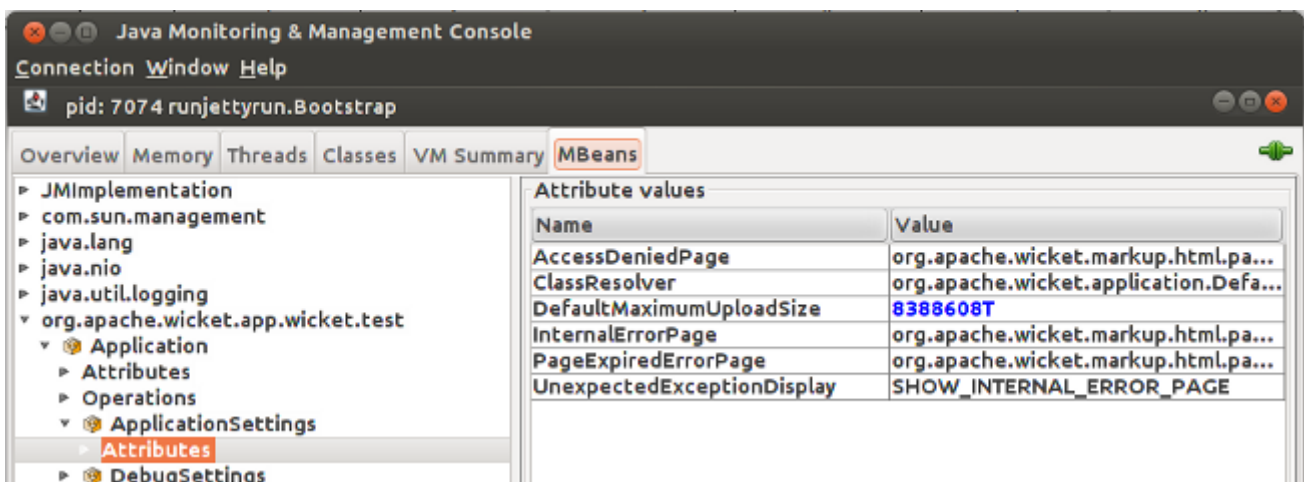 Java Monitoring & Management Console
Connection Window Help
pid: 7074 runjettyrun.Bootstrap
Overview Memory Threads Classes VM Summary MBeans
JMImplementation
com.sun.management
java.lang
java.nio
java.util.logging
org.apache.wicket.app.wicket.test
Application
Attributes
Operations
ApplicationSettings
Attributes
DebugSettings
Attribute values
Name Value
AccessDeniedPage org.apache.wicket.markup.html.pa...
ClassResolver org.apache.wicket.application.Defa...
DefaultMaximumUploadSize 8388608T
InternalErrorPage org.apache.wicket.markup.html.pa...
PageExpiredErrorPage org.apache.wicket.markup.html.pa...
UnexpectedExceptionDisplay SHOW_INTERNAL_ERROR_PAGE